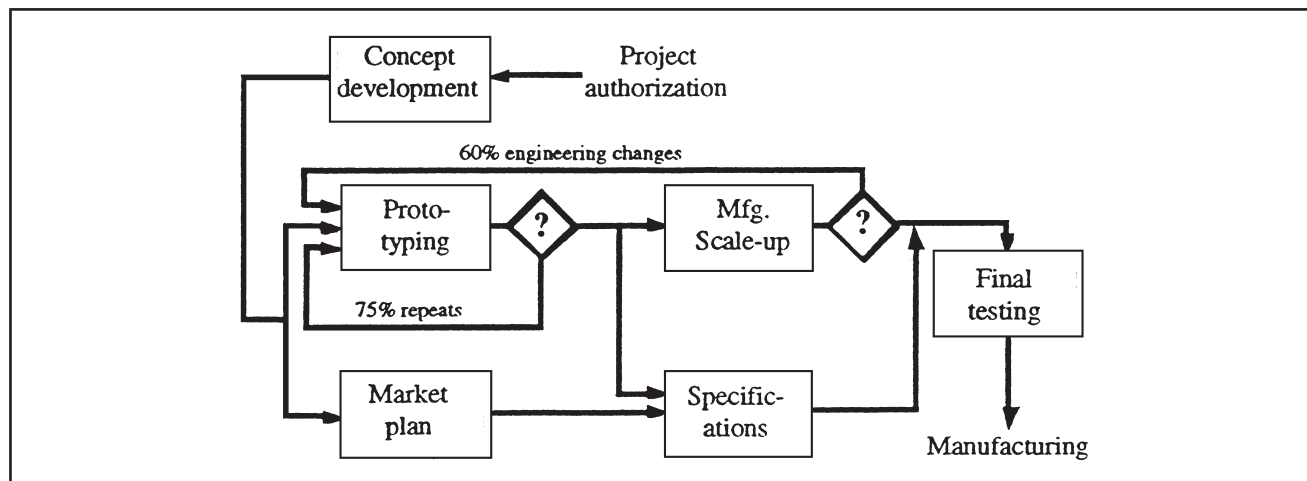 Concept
development
Project
authorization
60% engineering changes
Proto-
typing
?
Mfg.
Scale-up
?
Final
testing
75% repeats
Market
plan
Specific-
ations
Manufacturing